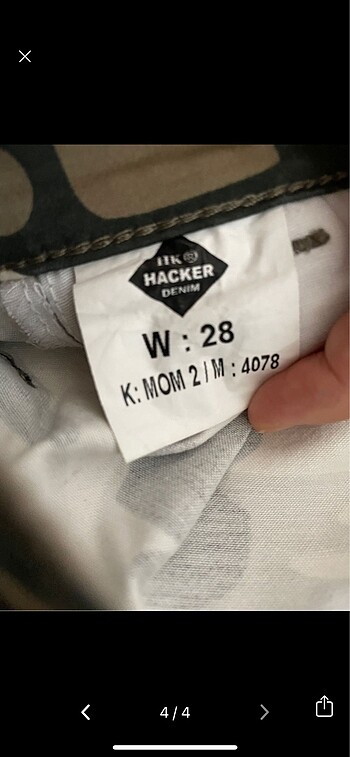 HK®
HACKER
DENIM
W : 28
K: MOM 2 / M : 4078
4 / 4